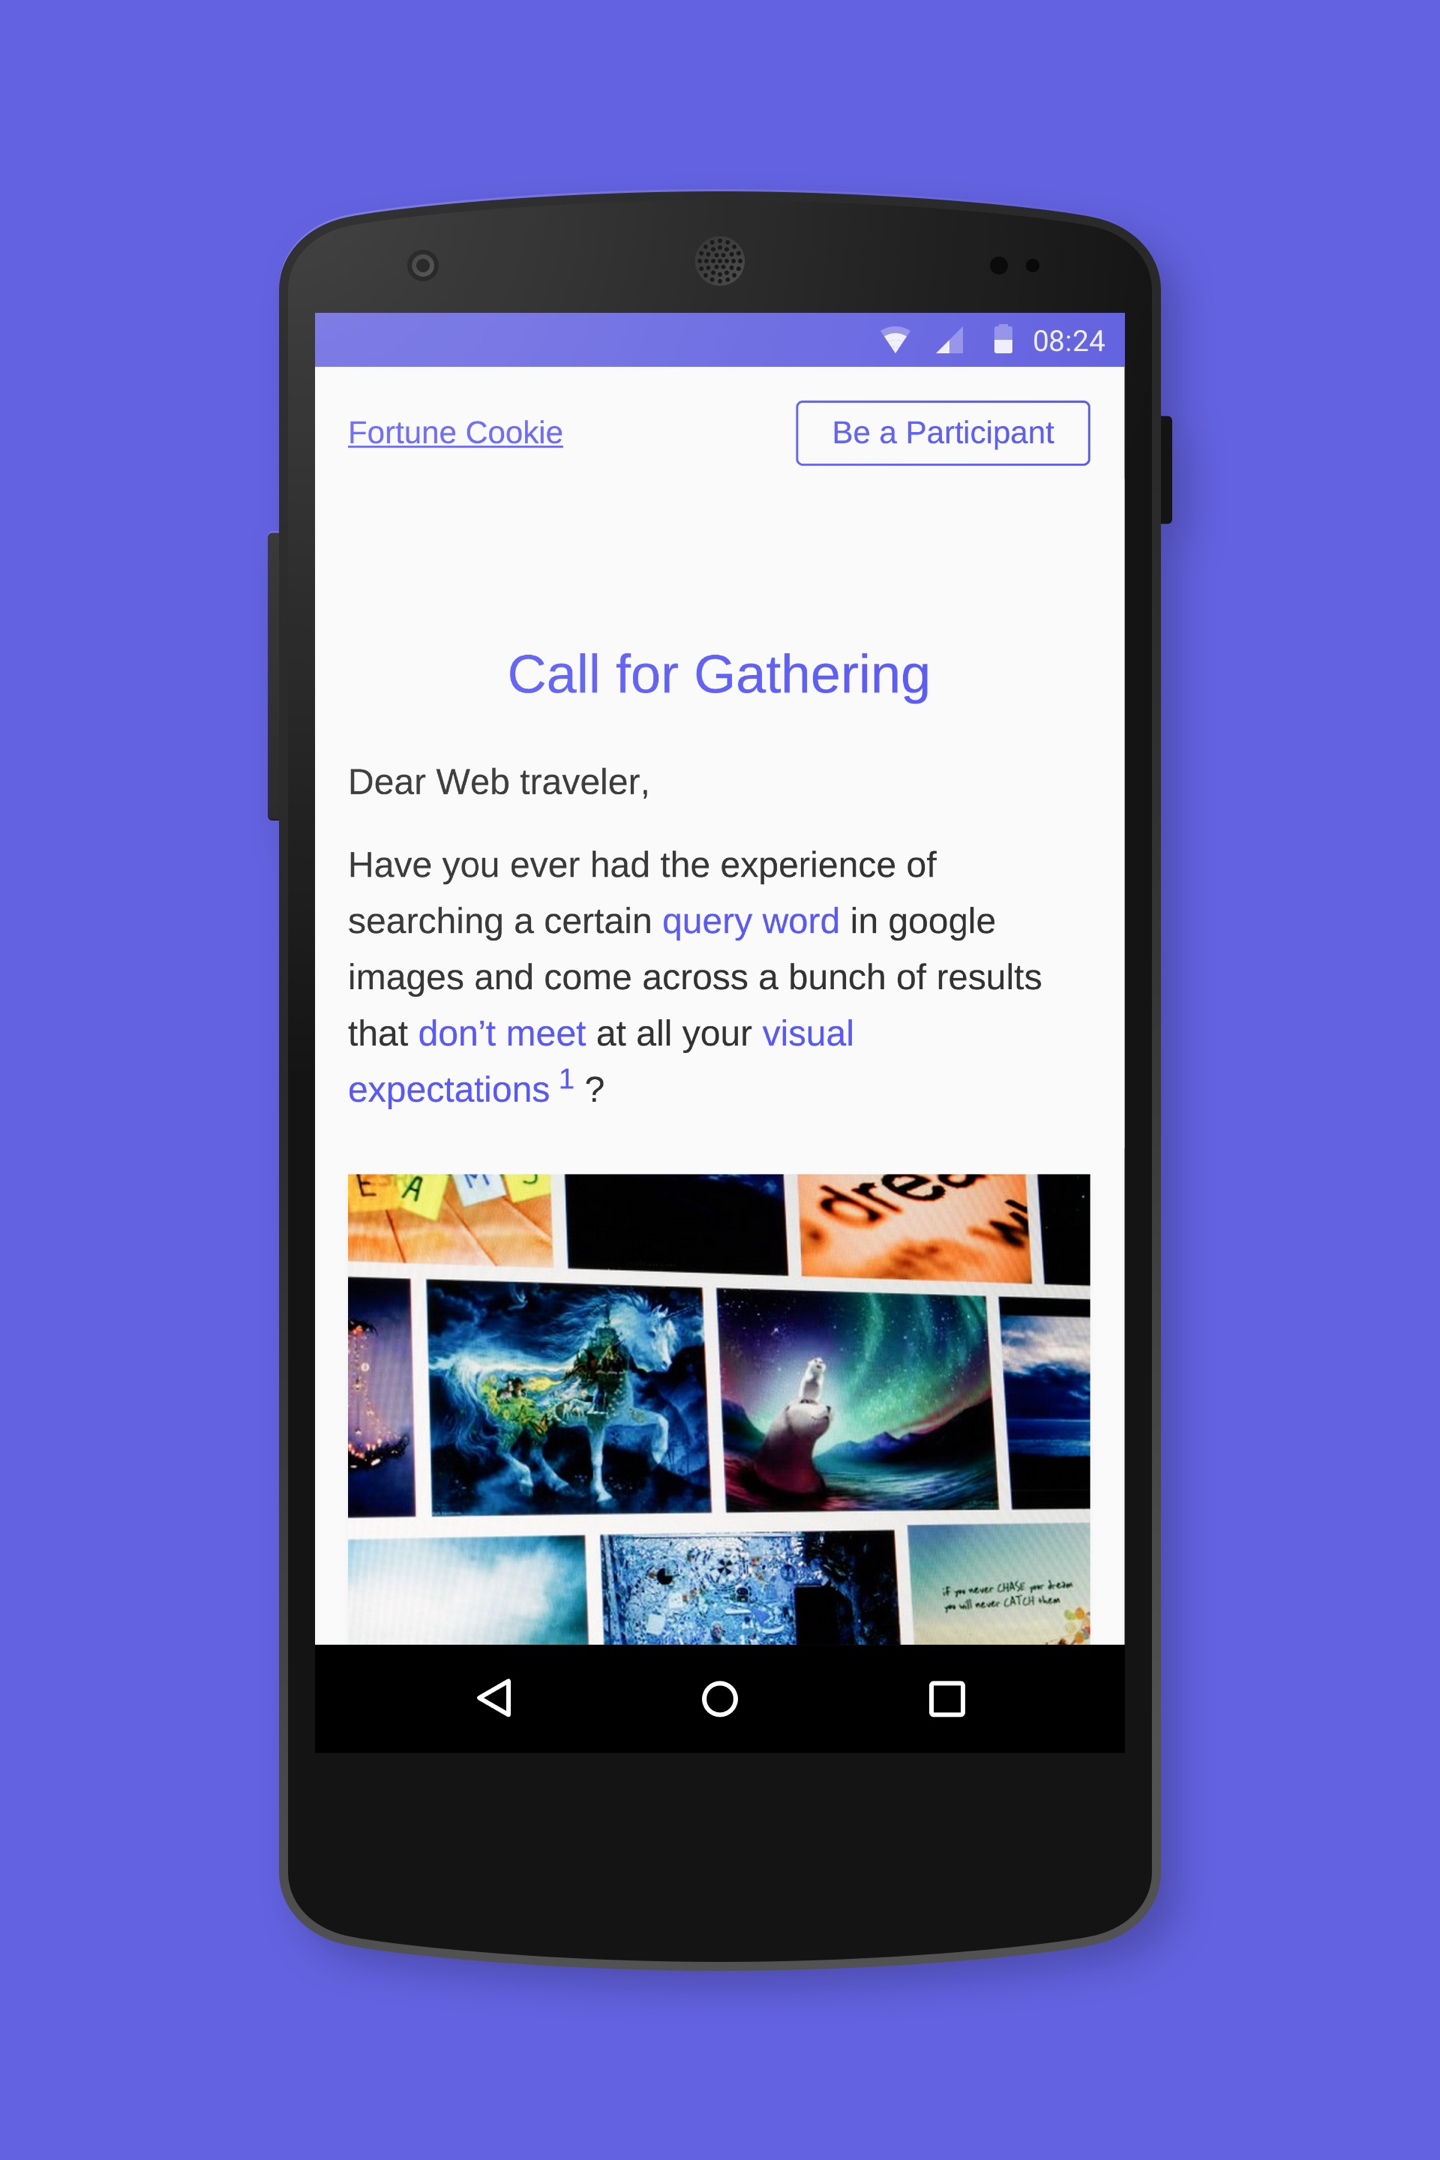 08:24
Fortune Cookie
Be a Participant
Call for Gathering
Dear Web traveler,
Have you ever had the experience of
searching a certain query word in google
images and come across a bunch of results
that don’t meet at all your visual
expectations 1 ?
E A M S
drea
if you never CHASE your dream
you will never CATCH them